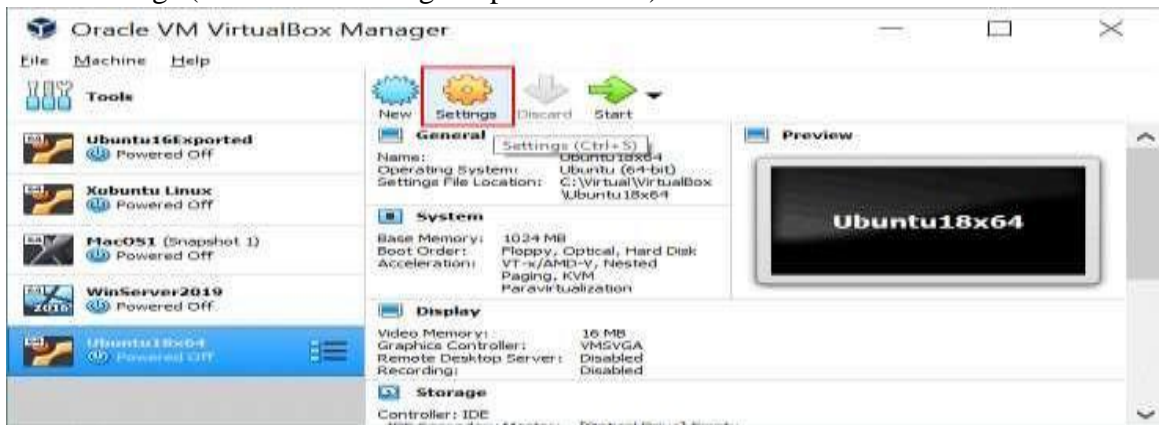 Oracle VM VirtualBox Manager
File Machine Help
Tools
New Settings Discard Start
Settings (Ctrl+S)
Ubuntu16Exported
Powered Off
Xubuntu Linux
Powered Off
MacOS1 (Snapshot 1)
Powered Off
WinServer2019
Powered Off
Ubuntu18x64
Powered Off
General
Name: Ubuntu18x64
Operating System: Ubuntu (64-bit)
Settings File Location: C:\Virtual\VirtualBox
\Ubuntu18x64
System
Base Memory: 1024 MB
Boot Order: Floppy, Optical, Hard Disk
Acceleration: VT-x/AMD-V, Nested
Paging, KVM
Paravirtualization
Display
Video Memory: 16 MB
Graphics Controller: VMSVGA
Remote Desktop Server: Disabled
Recording: Disabled
Storage
Controller: IDE
Preview
Ubuntu18x64